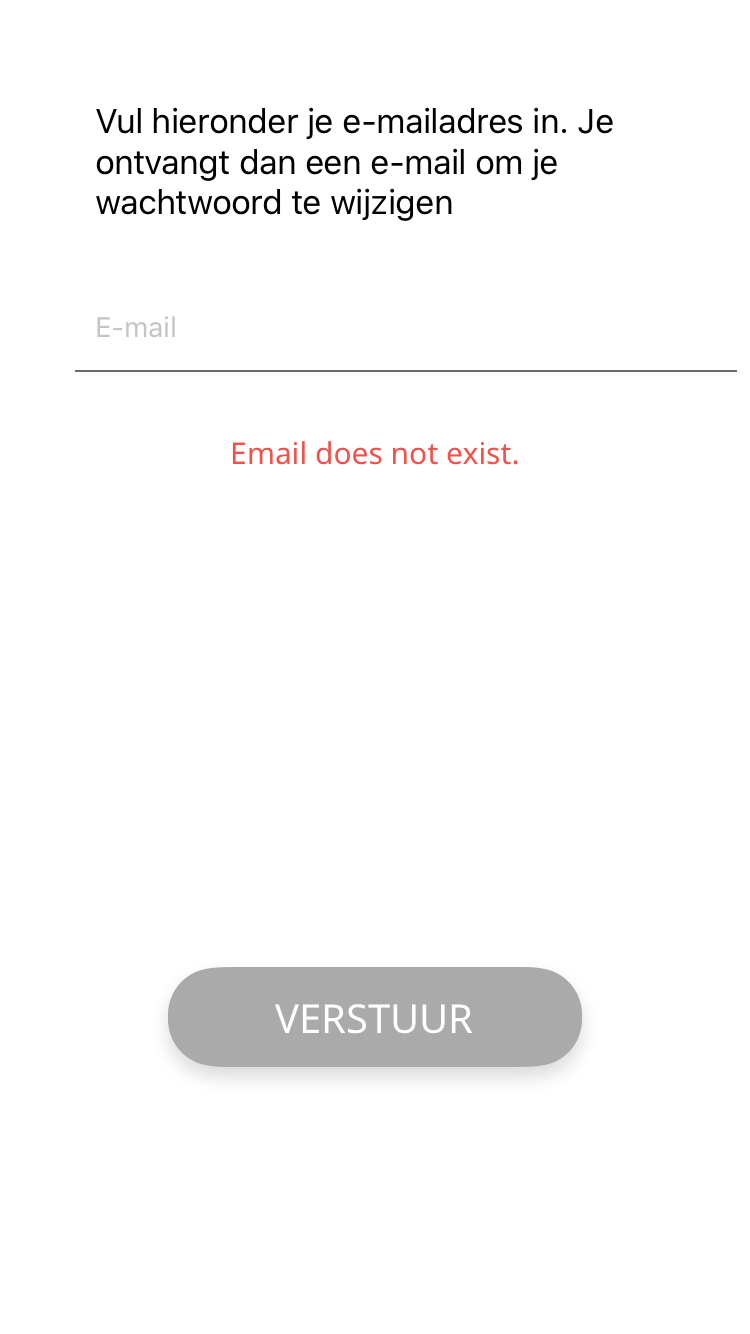 Vul hieronder je e-mailadres in. Je
ontvangt dan een e-mail om je
wachtwoord te wijzigen
E-mail
Email does not exist.
VERSTUUR